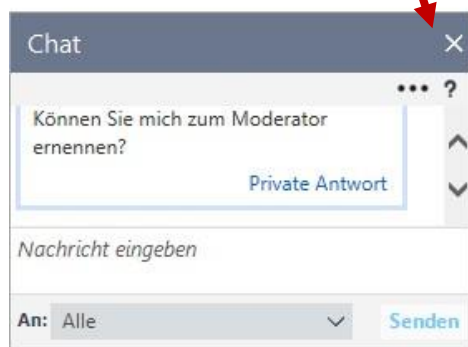 Chat
••• ?
Können Sie mich zum Moderator
ernennen?
Private Antwort
Nachricht eingeben
An: Alle
Senden